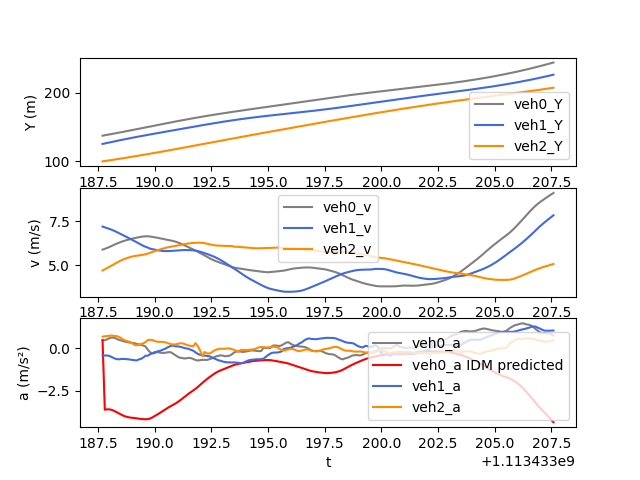 200
100
Y (m)
veh0_Y
veh1_Y
veh2_Y
187.5 190.0 192.5 195.0 197.5 200.0 202.5 205.0 207.5
7.5
5.0
v (m/s)
veh0_v
veh1_v
veh2_v
187.5 190.0 192.5 195.0 197.5 200.0 202.5 205.0 207.5
0.0
−2.5
a (m/s²)
veh0_a
veh0_a IDM predicted
veh1_a
veh2_a
187.5 190.0 192.5 195.0 197.5 200.0 202.5 205.0 207.5
t
+1.113433e9